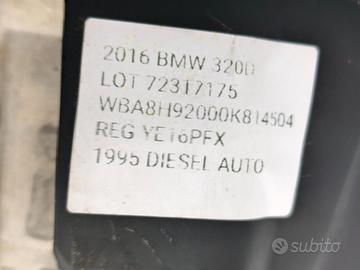 2016 BMW 320D
LOT 72317175
WBA8H92000K814504
REG YE16PFX
1995 DIESEL AUTO
subito